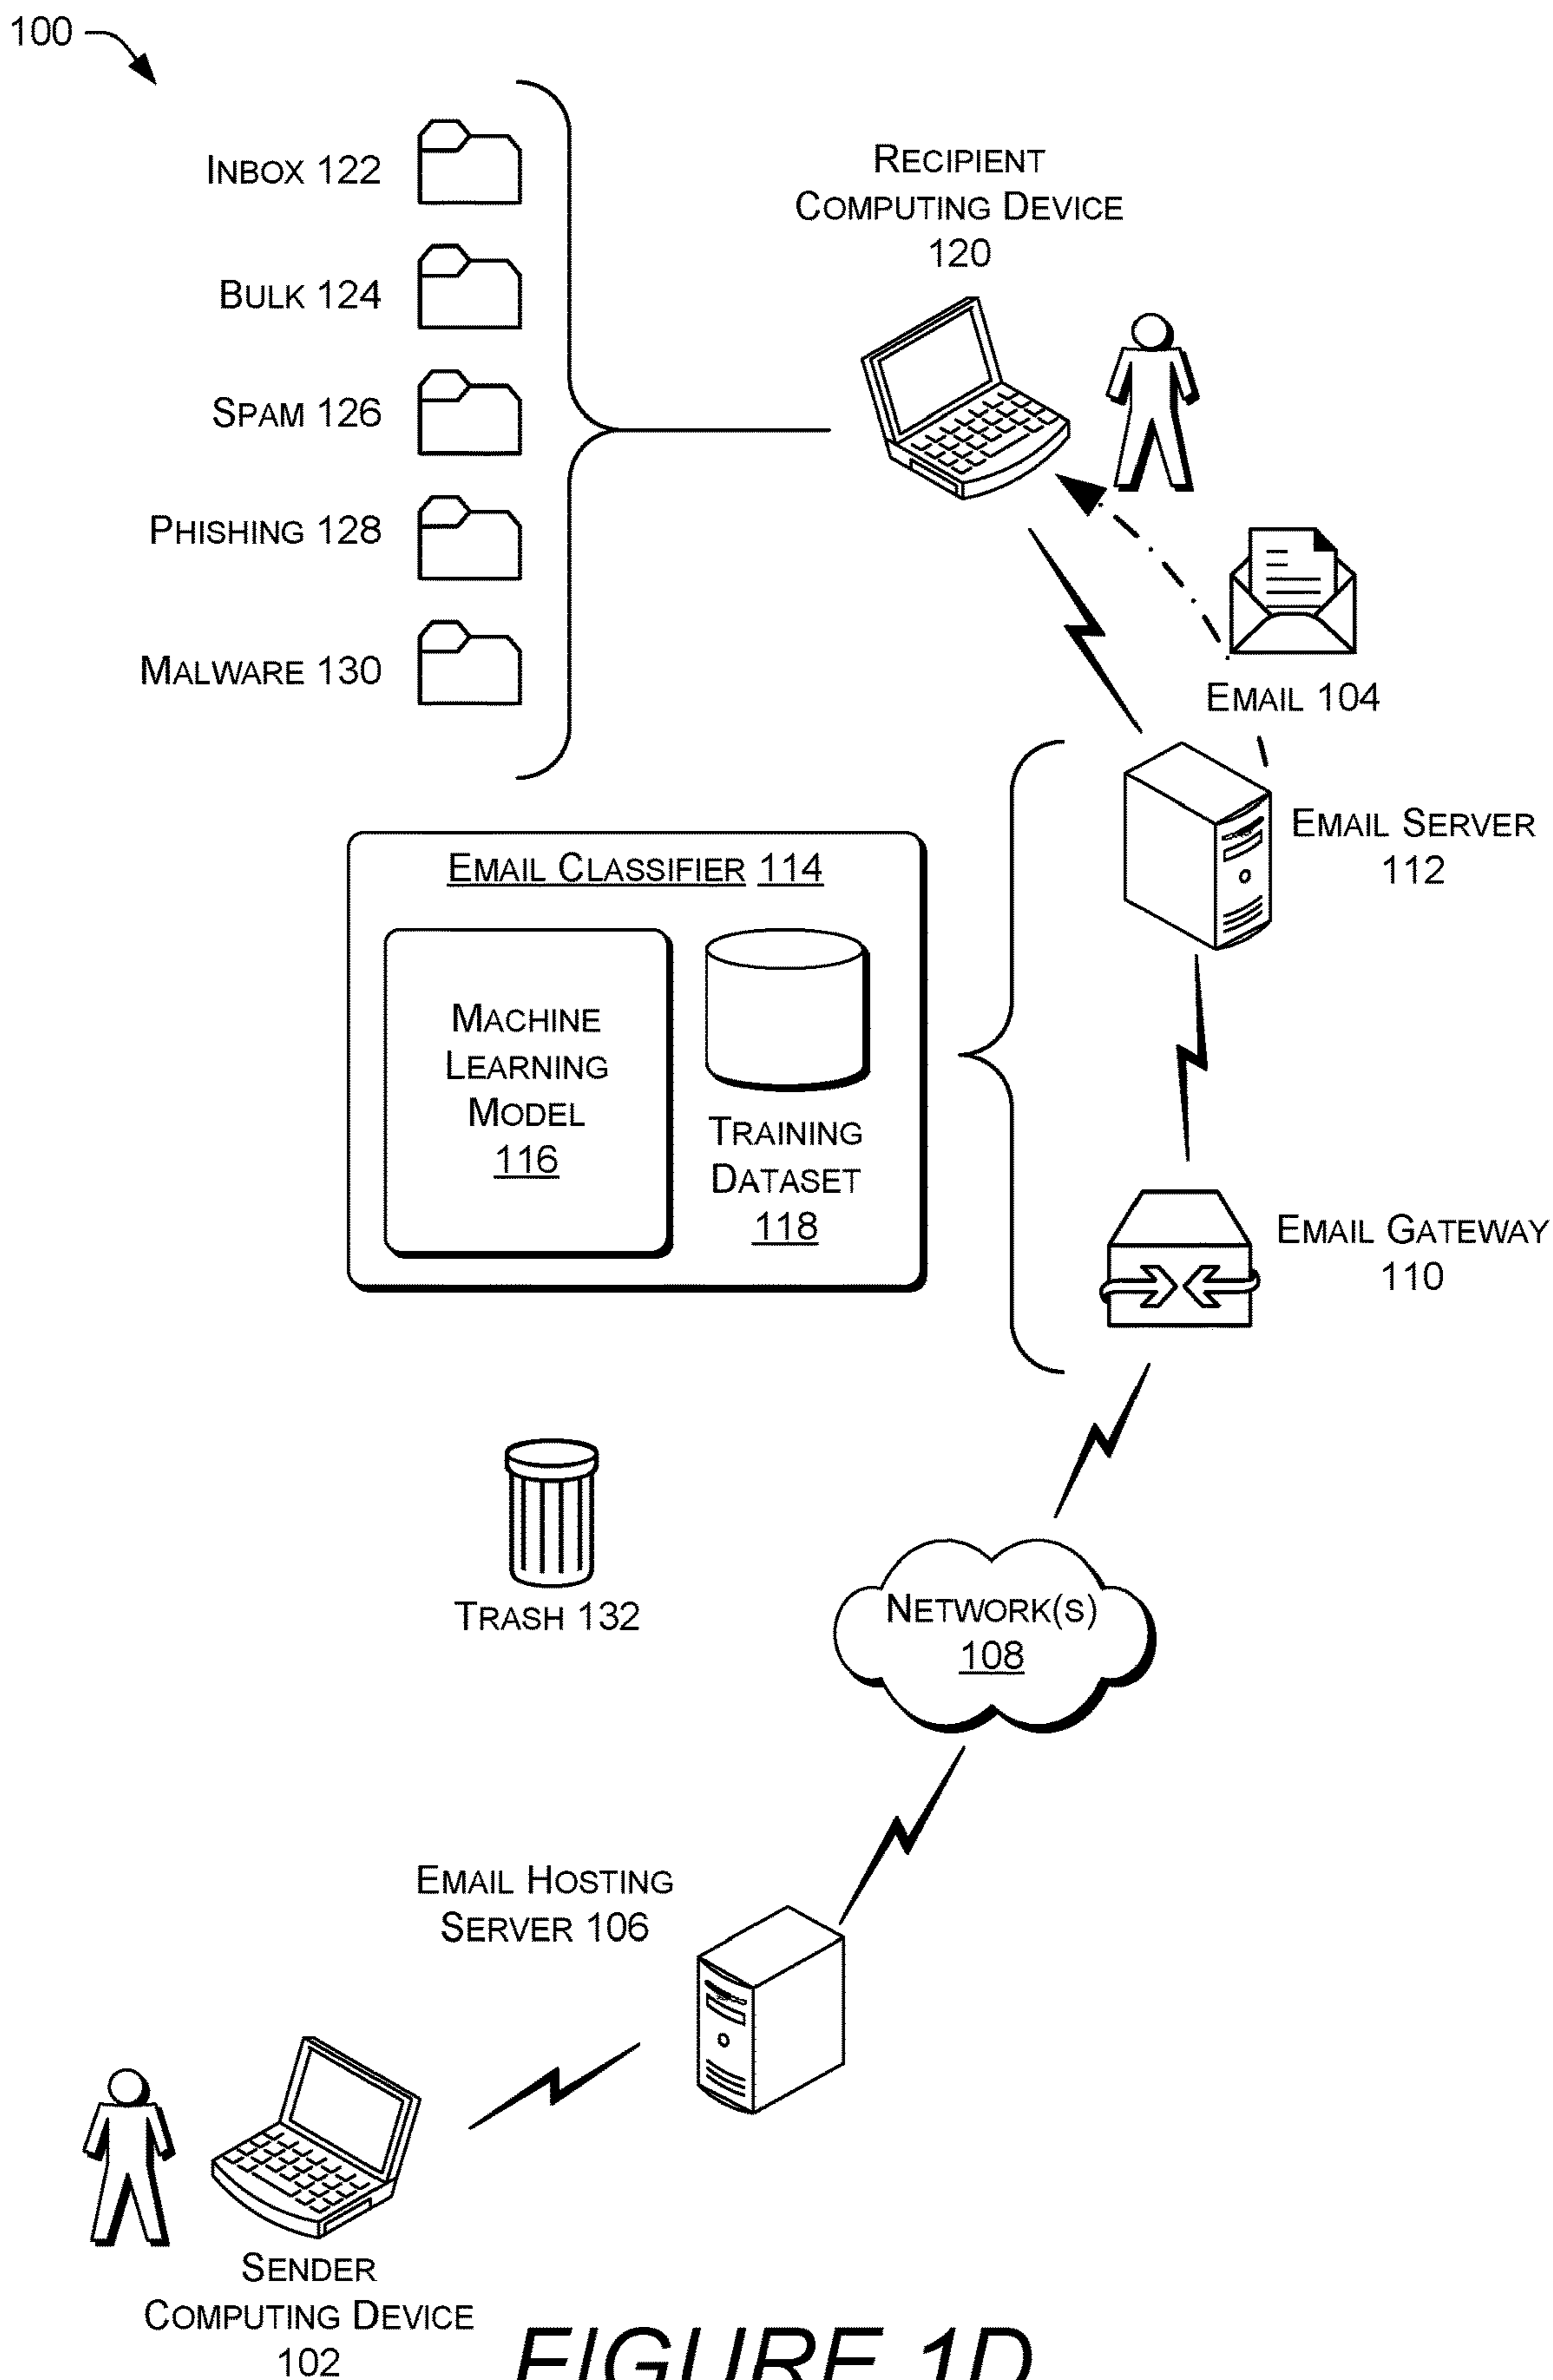 100
INBOX 122
BULK 124
SPAM 126
PHISHING 128
MALWARE 130
RECIPIENT
COMPUTING DEVICE
120
EMAIL 104
EMAIL SERVER
112
EMAIL CLASSIFIER 114
MACHINE
LEARNING
MODEL
116
TRAINING
DATASET
118
EMAIL GATEWAY
110
TRASH 132
NETWORK(S)
108
EMAIL HOSTING
SERVER 106
SENDER
COMPUTING DEVICE
102
FIGURE 1D